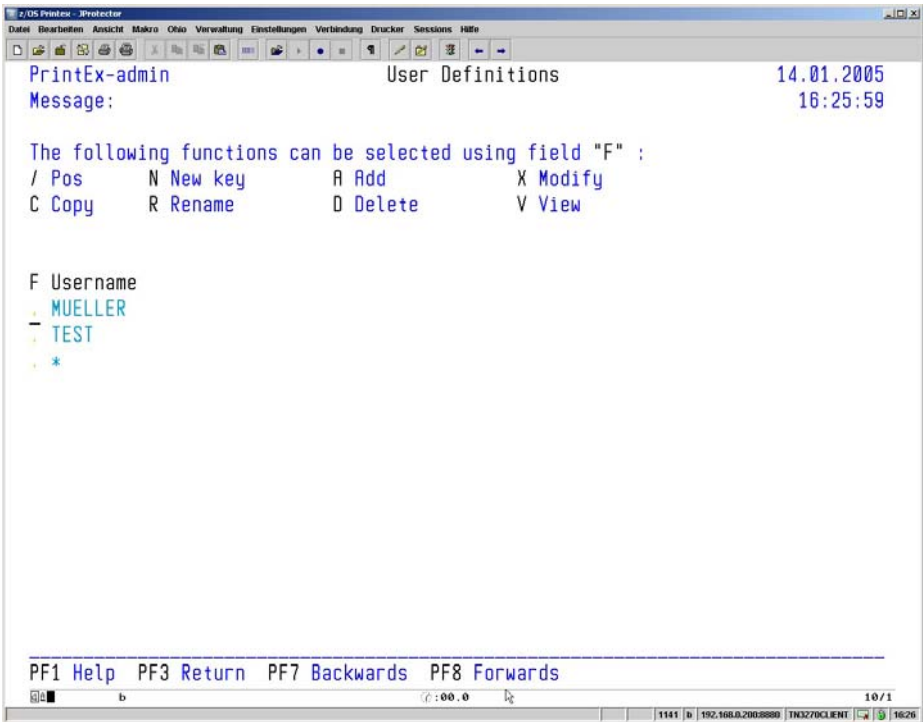 z/OS Printex - JProtector
Datei Bearbeiten Ansicht Makro Ohio Verwaltung Einstellungen Verbindung Drucker Sessions Hilfe
PrintEx-admin User Definitions 14.01.2005
Message: 16:25:59
The following functions can be selected using field "F" :
/ Pos N New key A Add X Modify
C Copy R Rename D Delete V View
F Username
. MUELLER
. TEST
. *
PF1 Help PF3 Return PF7 Backwards PF8 Forwards
b :00.0 10/1
1141 b 192.168.0.200:8880 TN3270CLIENT 16:26